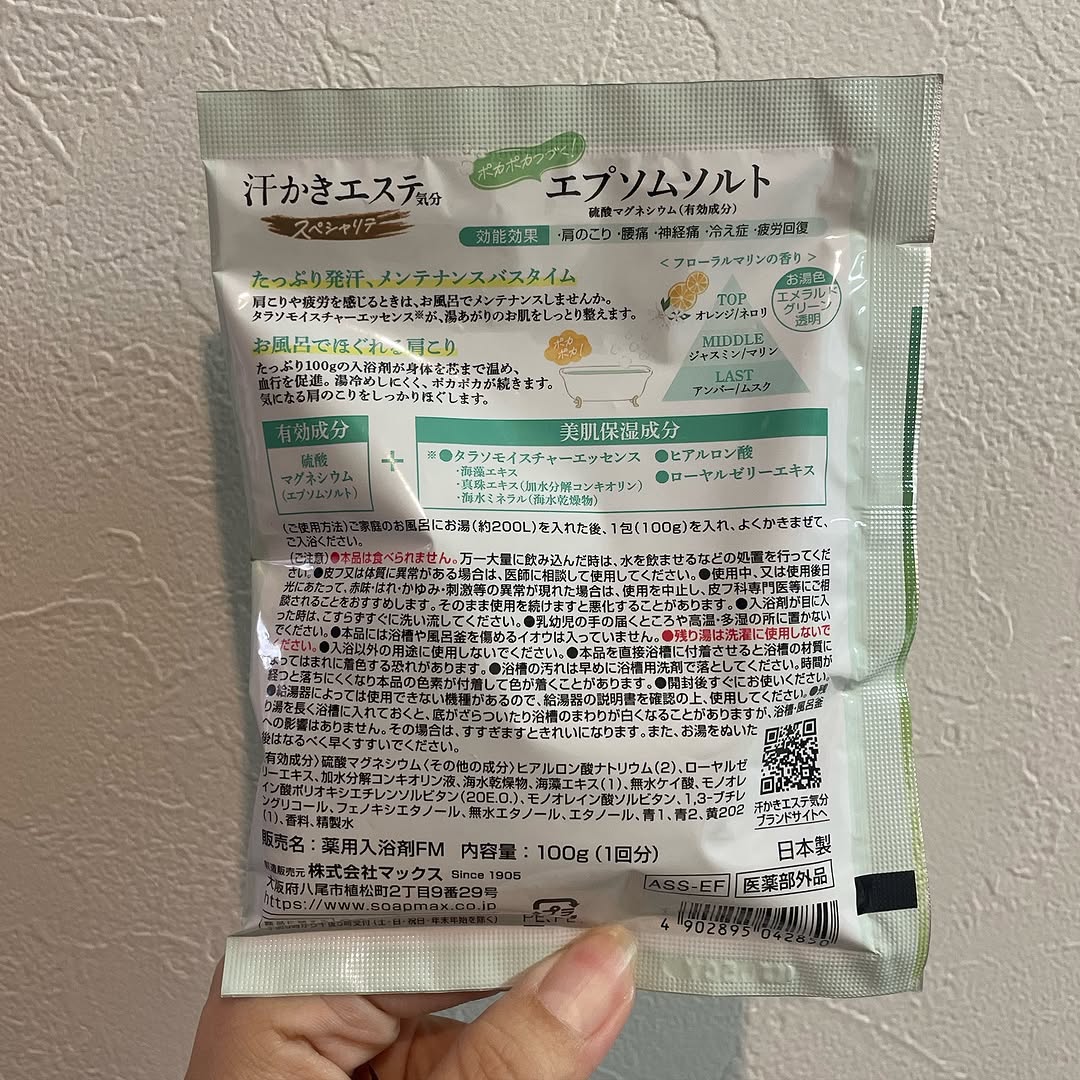 ポカポカつづく!
汗かきエステ気分
スペシャリテ
エプソムソルト
硫酸マグネシウム(有効成分)
効能効果 ・肩のこり・腰痛・神経痛・冷え症・疲労回復
たっぷり発汗、メンテナンスバスタイム
肩こりや疲労を感じるときは、お風呂でメンテナンスしませんか。
タラソモイスチャーエッセンス※が、湯あがりのお肌をしっとり整えます。
お風呂でほぐれる肩こり
たっぷり100gの入浴剤が身体を芯まで温め、
血行を促進。湯冷めしにくく、ポカポカが続きます。
気になる肩のこりをしっかりほぐします。
ポカポカ!
<フローラルマリンの香り>
TOP
オレンジ/ネロリ
MIDDLE
ジャスミン/マリン
LAST
アンバー/ムスク
お湯色
エメラルド
グリーン
透明
有効成分
硫酸
マグネシウム
(エプソムソルト)
+
美肌保湿成分
※●タラソモイスチャーエッセンス
・海藻エキス
・真珠エキス(加水分解コンキオリン)
・海水ミネラル(海水乾燥物)
●ヒアルロン酸
●ローヤルゼリーエキス
〈ご使用方法〉ご家庭のお風呂にお湯(約200L)を入れた後、1包(100g)を入れ、よくかきまぜて、
ご入浴ください。
〈ご注意〉●本品は食べられません。万一大量に飲み込んだ時は、水を飲ませるなどの処置を行ってくだ
さい。●皮フ又は体質に異常がある場合は、医師に相談して使用してください。●使用中、又は使用後日
光にあたって、赤味・はれ・かゆみ・刺激等の異常が現れた場合は、使用を中止し、皮フ科専門医等にご相
談されることをおすすめします。そのまま使用を続けますと悪化することがあります。●入浴剤が目に入
った時は、こすらずすぐに洗い流してください。●乳幼児の手の届くところや高温・多湿の所に置かない
でください。●本品には浴槽や風呂釜を傷めるイオウは入っていません。●残り湯は洗濯に使用しないで
ください。●入浴以外の用途に使用しないでください。●本品を直接浴槽に付着させると浴槽の材質に
よってはまれに着色する恐れがあります。●浴槽の汚れは早めに浴槽用洗剤で落としてください。時間が
経つと落ちにくくなり本品の色素が付着して色が着くことがあります。●開封後すぐにお使いください。
●給湯器によっては使用できない機種があるので、給湯器の説明書を確認の上、使用してください。●残
り湯を長く浴槽に入れておくと、底がざらついたり浴槽のまわりが白くなることがありますが、浴槽・風呂釜
への影響はありません。その場合は、すすぎますときれいになります。また、お湯をぬいた
後はなるべく早くすすいでください。
〈有効成分〉硫酸マグネシウム〈その他の成分〉ヒアルロン酸ナトリウム(2)、ローヤルゼ
リーエキス、加水分解コンキオリン液、海水乾燥物、海藻エキス(1)、無水ケイ酸、モノオレ
イン酸ポリオキシエチレンソルビタン(20E.O.)、モノオレイン酸ソルビタン、1,3-ブチレ
ングリコール、フェノキシエタノール、無水エタノール、エタノール、青1、青2、黄202
(1)、香料、精製水
汗かきエステ気分
ブランドサイトへ
販売名:薬用入浴剤FM 内容量:100g(1回分) 日本製
製造販売元 株式会社マックス Since 1905
大阪府八尾市植松町2丁目9番29号
https://www.soapmax.co.jp
ASS-EF 医薬部外品
(土・日・祝日・年末年始を除く)
プラ
PE,PE
4 902895 042850